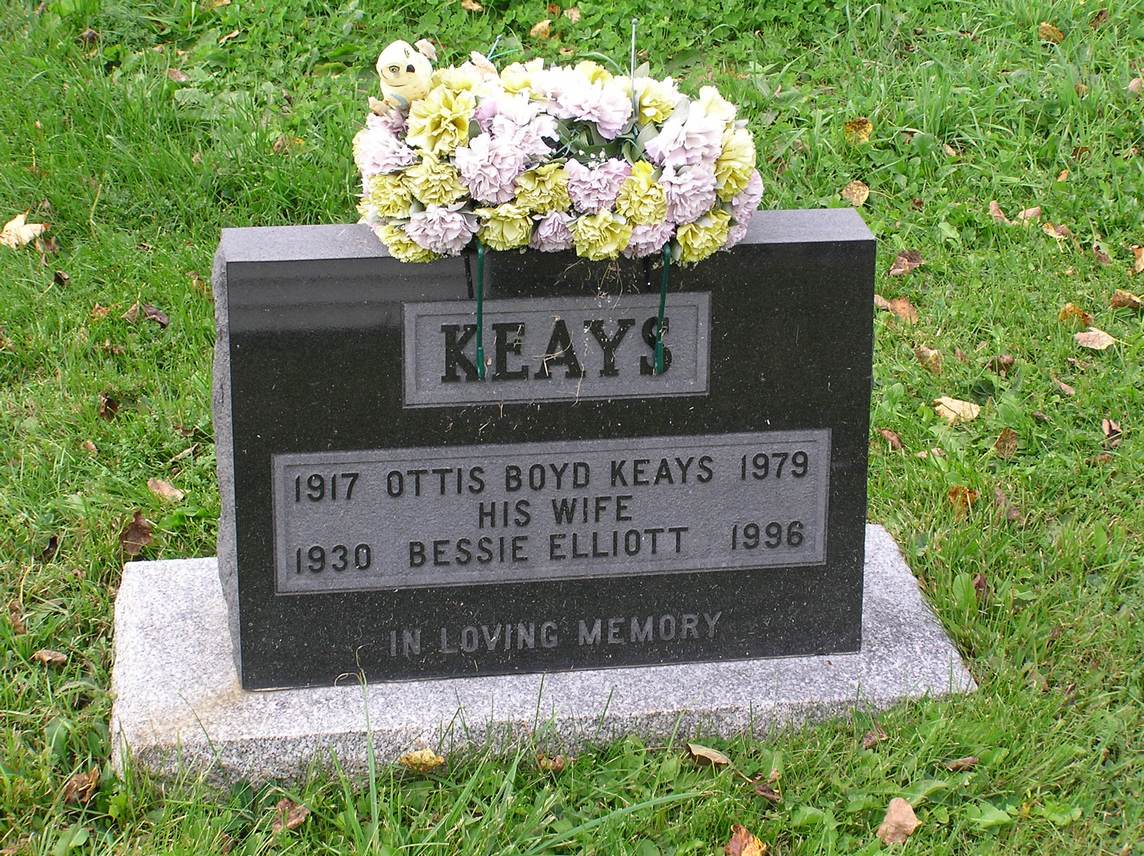 KEAYS
1917 OTTIS BOYD KEAYS 1979
HIS WIFE
1930 BESSIE ELLIOTT 1996
IN LOVING MEMORY